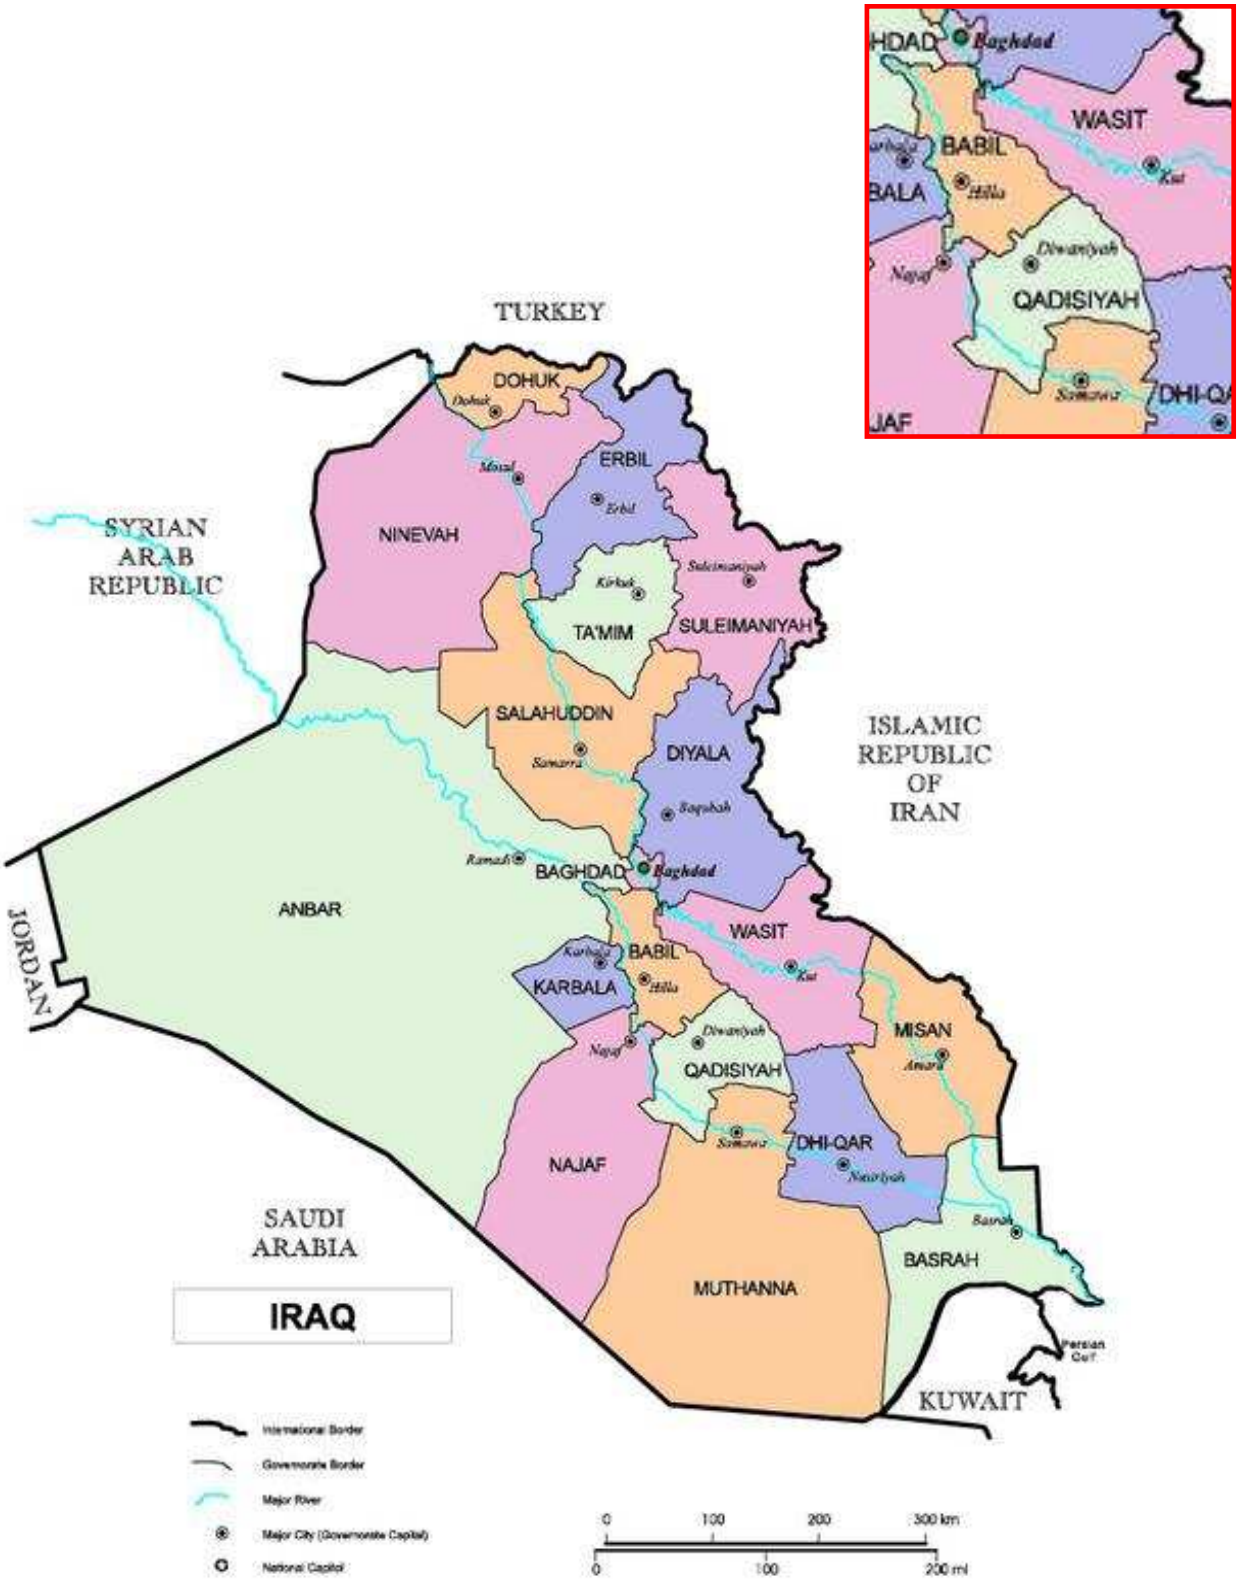 HDAD
Baghdad
WASIT
BABIL
Kut
Hilla
BALA
Diwaniyah
Najaf
QADISIYAH
Samawa
DHI-QA
JAF
TURKEY
DOHUK
Dohuk
ERBIL
Mosul
Erbil
NINEVAH
SYRIAN
ARAB
REPUBLIC
Suleimaniyah
Kirkuk
TA'MIM
SULEIMANIYAH
SALAHUDDIN
Samarra
DIYALA
ISLAMIC
REPUBLIC
OF
IRAN
Baqubah
Ramadi
BAGHDAD
Baghdad
ANBAR
JORDAN
WASIT
Karbala
BABIL
Kut
KARBALA
Hilla
MISAN
Diwaniyah
Najaf
QADISIYAH
Amara
Samawa
DHI-QAR
NAJAF
Nasiriyah
SAUDI
ARABIA
Basrah
BASRAH
MUTHANNA
IRAQ
Persian
Gulf
KUWAIT
International Border
Governorate Border
Major River
Major City (Governorate Capital)
National Capitol
0 100 200 300 km
0 100 200 mi